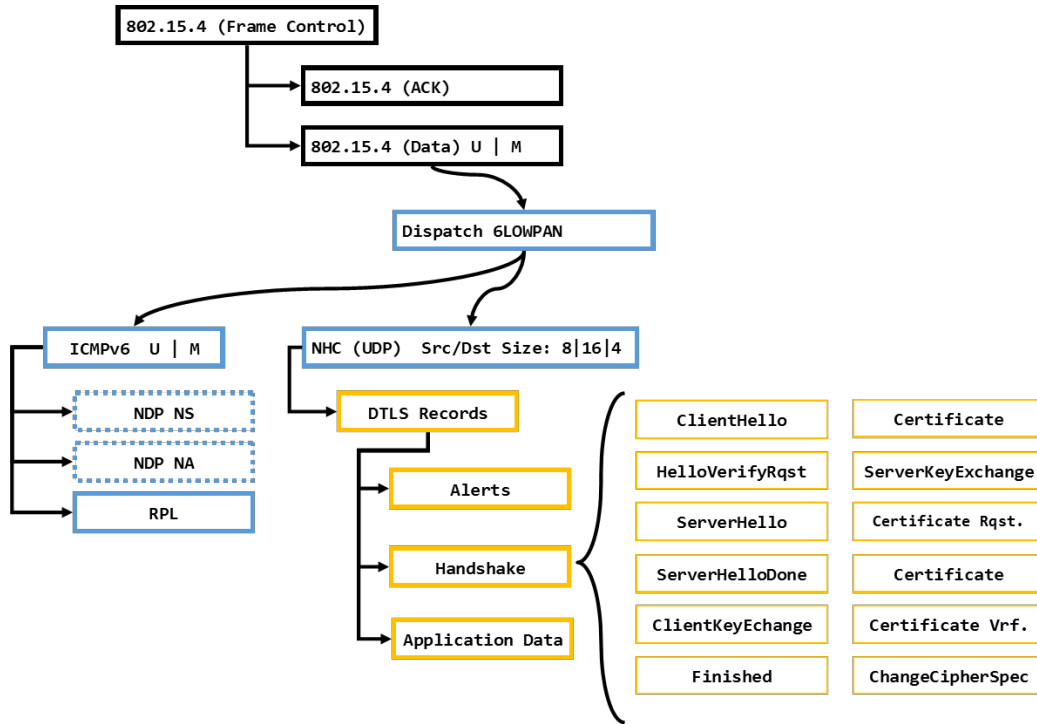 802.15.4 (Frame Control)
802.15.4 (ACK)
802.15.4 (Data) U | M
Dispatch 6LOWPAN
ICMPv6 U | M
NDP NS
NDP NA
RPL
NHC (UDP) Src/Dst Size: 8|16|4
DTLS Records
Alerts
Handshake
Application Data
ClientHello
HelloVerifyRqst
ServerHello
ServerHelloDone
ClientKeyEchange
Finished
Certificate
ServerKeyExchange
Certificate Rqst.
Certificate
Certificate Vrf.
ChangeCipherSpec